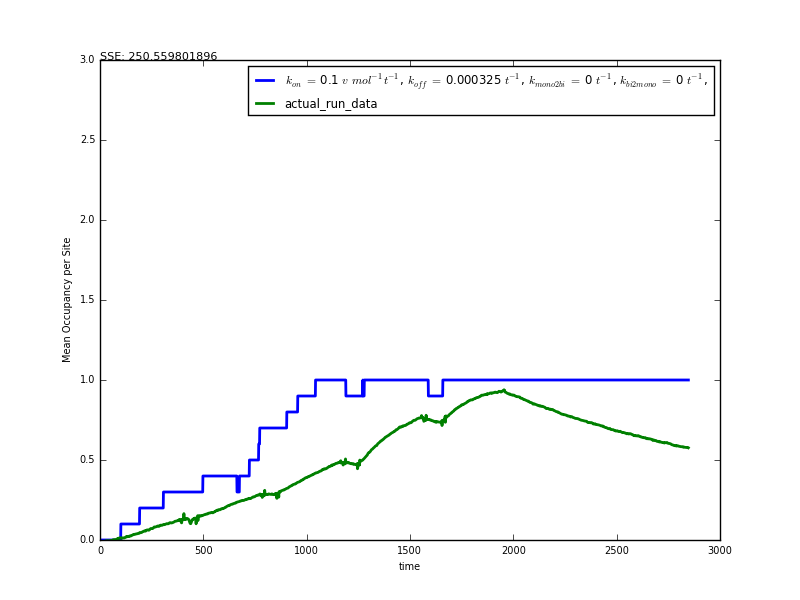 SSE: 250.559801896
k_on = 0.1 v mol^-1 t^-1, k_off = 0.000325 t^-1, k_mono2bi = 0 t^-1, k_bi2mono = 0 t^-1,
actual_run_data
3.0
2.5
2.0
1.5
1.0
0.5
0.0
Mean Occupancy per Site
0 500 1000 1500 2000 2500 3000
time